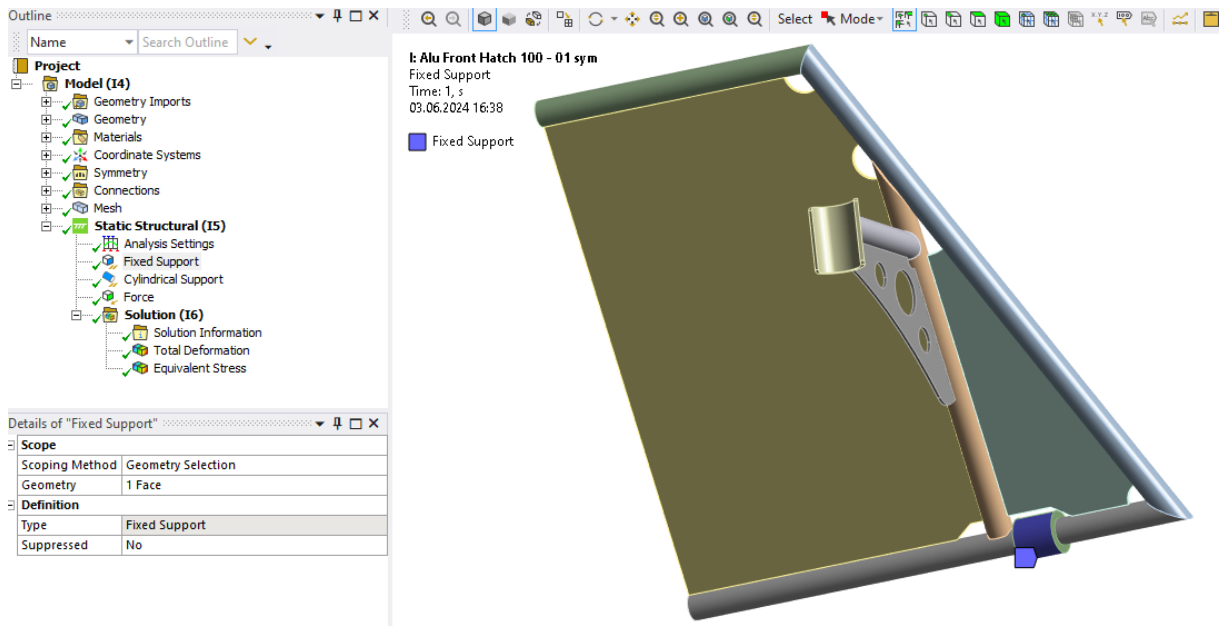 Outline
Name
Search Outline
Project
Model (I4)
Geometry Imports
Geometry
Materials
Coordinate Systems
Symmetry
Connections
Mesh
Static Structural (I5)
Analysis Settings
Fixed Support
Cylindrical Support
Force
Solution (I6)
Solution Information
Total Deformation
Equivalent Stress
Details of "Fixed Support"
Scope
Scoping Method Geometry Selection
Geometry 1 Face
Definition
Type Fixed Support
Suppressed No
Select Mode
X,Y,Z
I: Alu Front Hatch 100 - 01 sym
Fixed Support
Time: 1, s
03.06.2024 16:38
Fixed Support